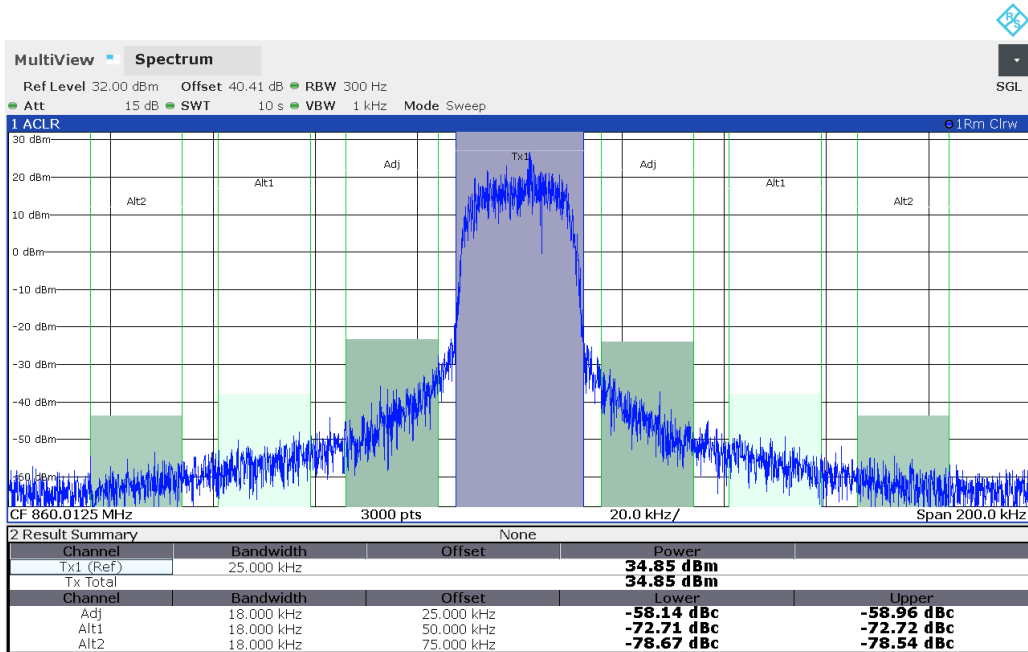 R&S
MultiView Spectrum
Ref Level 32.00 dBm Offset 40.41 dB RBW 300 Hz SGL
Att 15 dB SWT 10 s VBW 1 kHz Mode Sweep
1 ACLR 1Rm Clrw
30 dBm
Tx1
Adj Adj
20 dBm
Alt1 Alt1
Alt2 Alt2
10 dBm
0 dBm
-10 dBm
-20 dBm
-30 dBm
-40 dBm
-50 dBm
-60 dBm
CF 860.0125 MHz 3000 pts 20.0 kHz/ Span 200.0 kHz
2 Result Summary None
Channel Bandwidth Offset Power
Tx1 (Ref) 25.000 kHz 34.85 dBm
Tx Total 34.85 dBm
Channel Bandwidth Offset Lower Upper
Adj 18.000 kHz 25.000 kHz -58.14 dBc -58.96 dBc
Alt1 18.000 kHz 50.000 kHz -72.71 dBc -72.72 dBc
Alt2 18.000 kHz 75.000 kHz -78.67 dBc -78.54 dBc